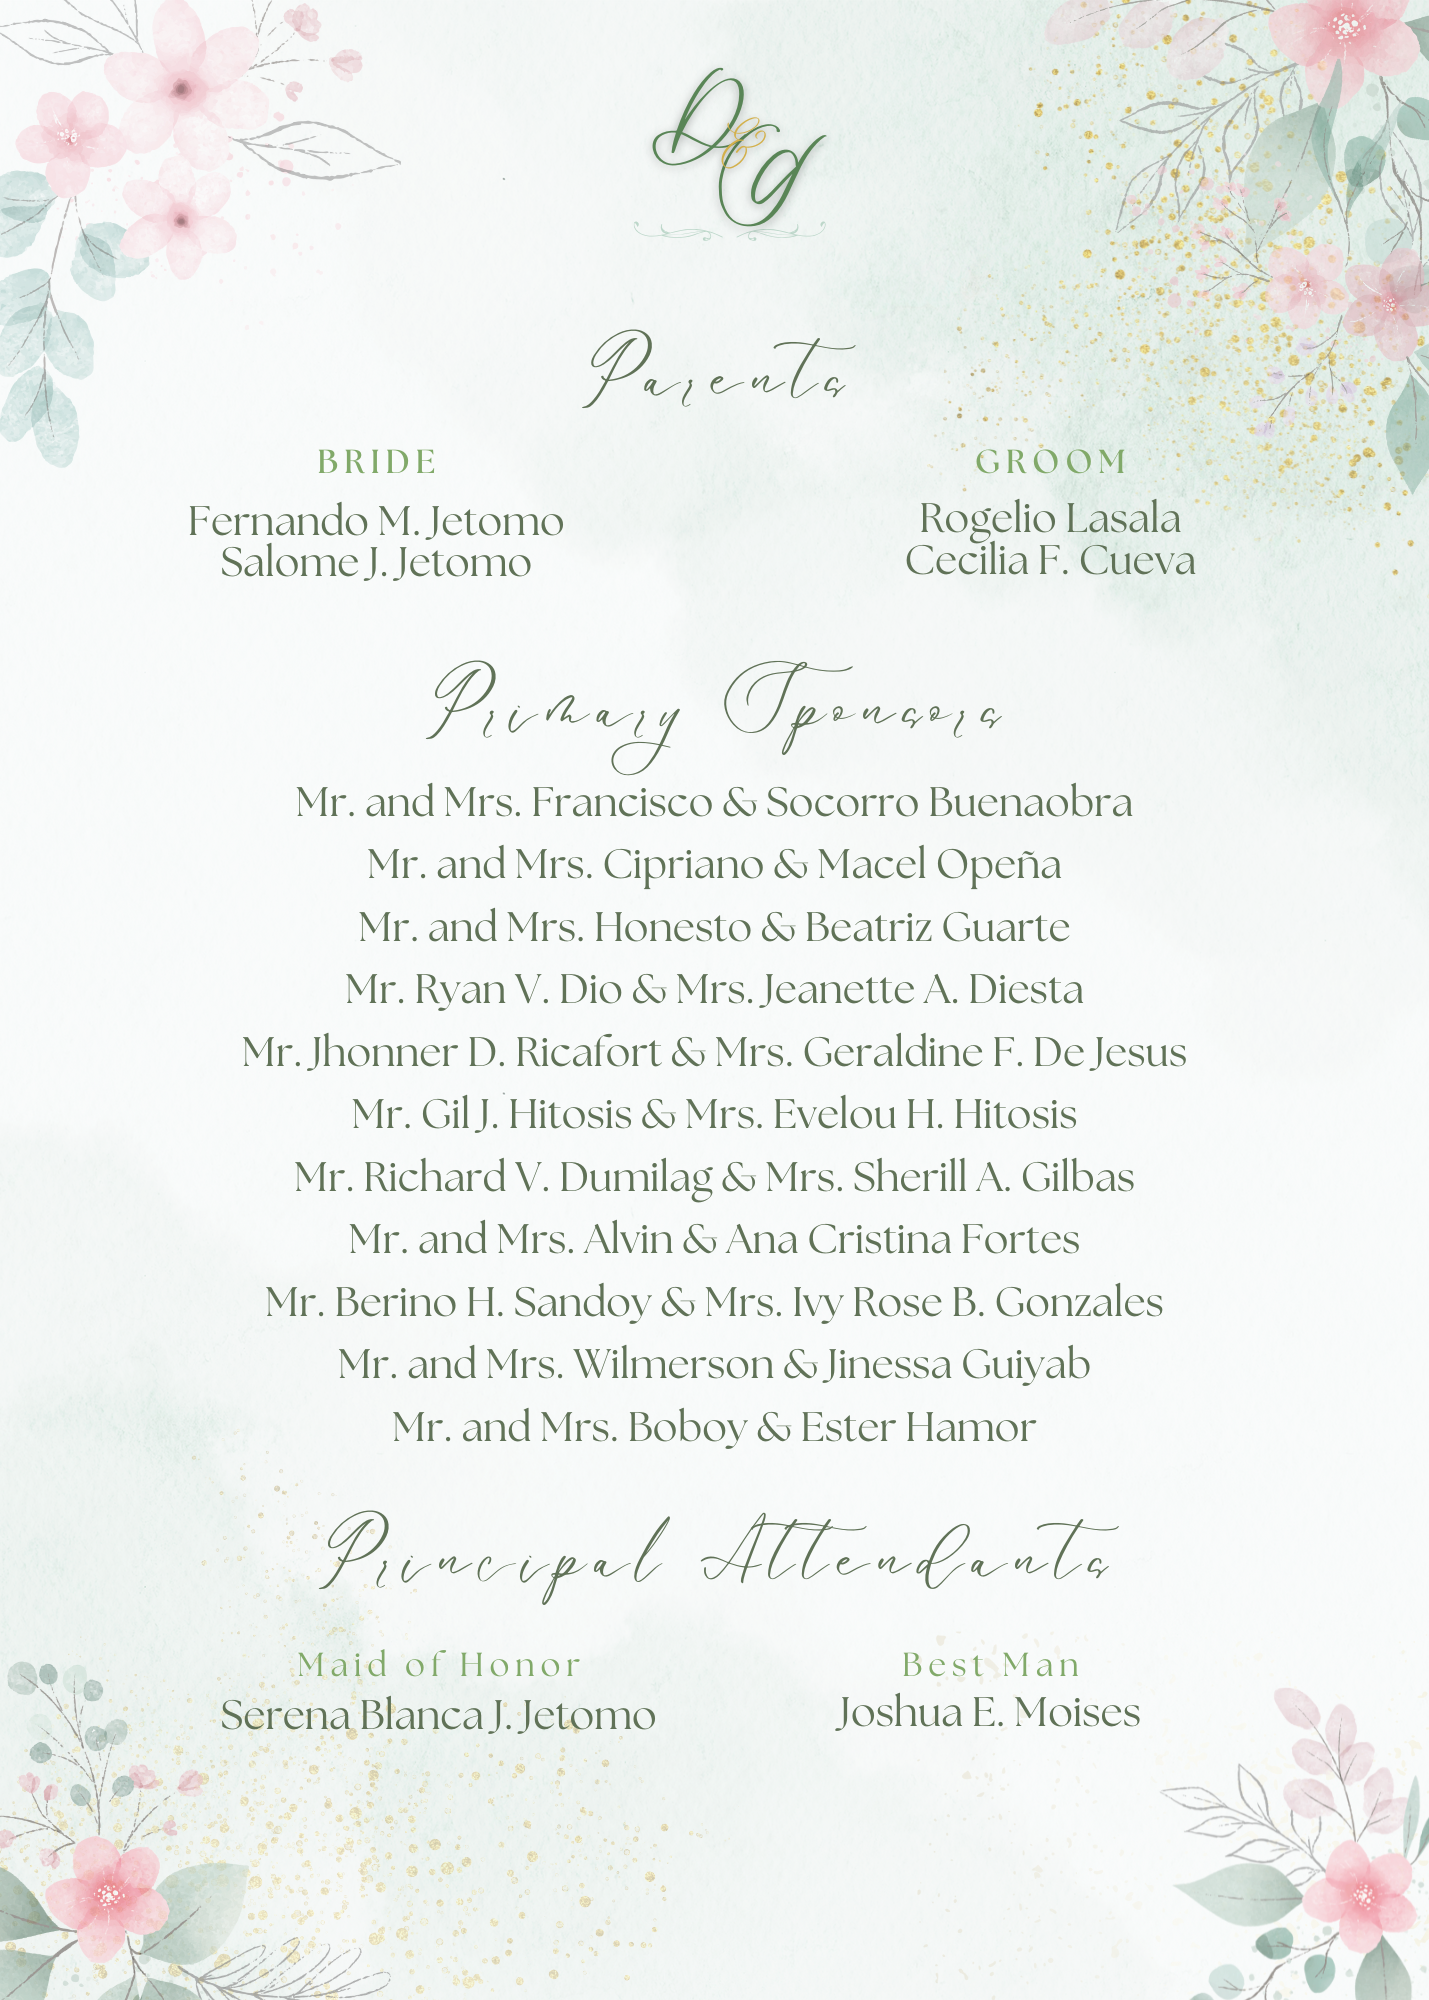 D & G
Parents
BRIDE
Fernando M. Jetomo
Salome J. Jetomo
GROOM
Rogelio Lasala
Cecilia F. Cueva
Primary Sponsors
Mr. and Mrs. Francisco & Socorro Buenaobra
Mr. and Mrs. Cipriano & Macel Opeña
Mr. and Mrs. Honesto & Beatriz Guarte
Mr. Ryan V. Dio & Mrs. Jeanette A. Diesta
Mr. Jhonner D. Ricafort & Mrs. Geraldine F. De Jesus
Mr. Gil J. Hitosis & Mrs. Evelou H. Hitosis
Mr. Richard V. Dumilag & Mrs. Sherill A. Gilbas
Mr. and Mrs. Alvin & Ana Cristina Fortes
Mr. Berino H. Sandoy & Mrs. Ivy Rose B. Gonzales
Mr. and Mrs. Wilmerson & Jinessa Guiyab
Mr. and Mrs. Boboy & Ester Hamor
Principal Attendants
Maid of Honor
Serena Blanca J. Jetomo
Best Man
Joshua E. Moises